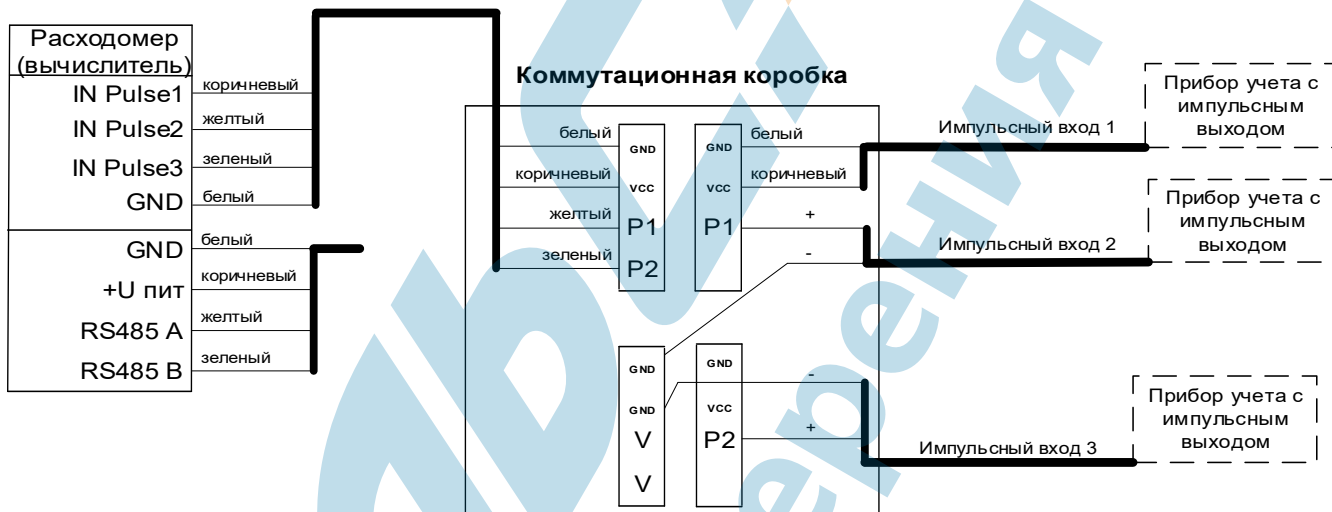 Расходомер
(вычислитель)
IN Pulse1
коричневый
IN Pulse2
желтый
IN Pulse3
зеленый
GND
белый
GND
белый
+U пит
коричневый
RS485 A
желтый
RS485 B
зеленый
Коммутационная коробка
белый
GND
коричневый
VCC
желтый
P1
зеленый
P2
GND
белый
VCC
коричневый
P1
+
-
GND
GND
V
V
GND
VCC
P2
-
+
Импульсный вход 1
Прибор учета с
импульсным
выходом
Импульсный вход 2
Прибор учета с
импульсным
выходом
Импульсный вход 3
Прибор учета с
импульсным
выходом